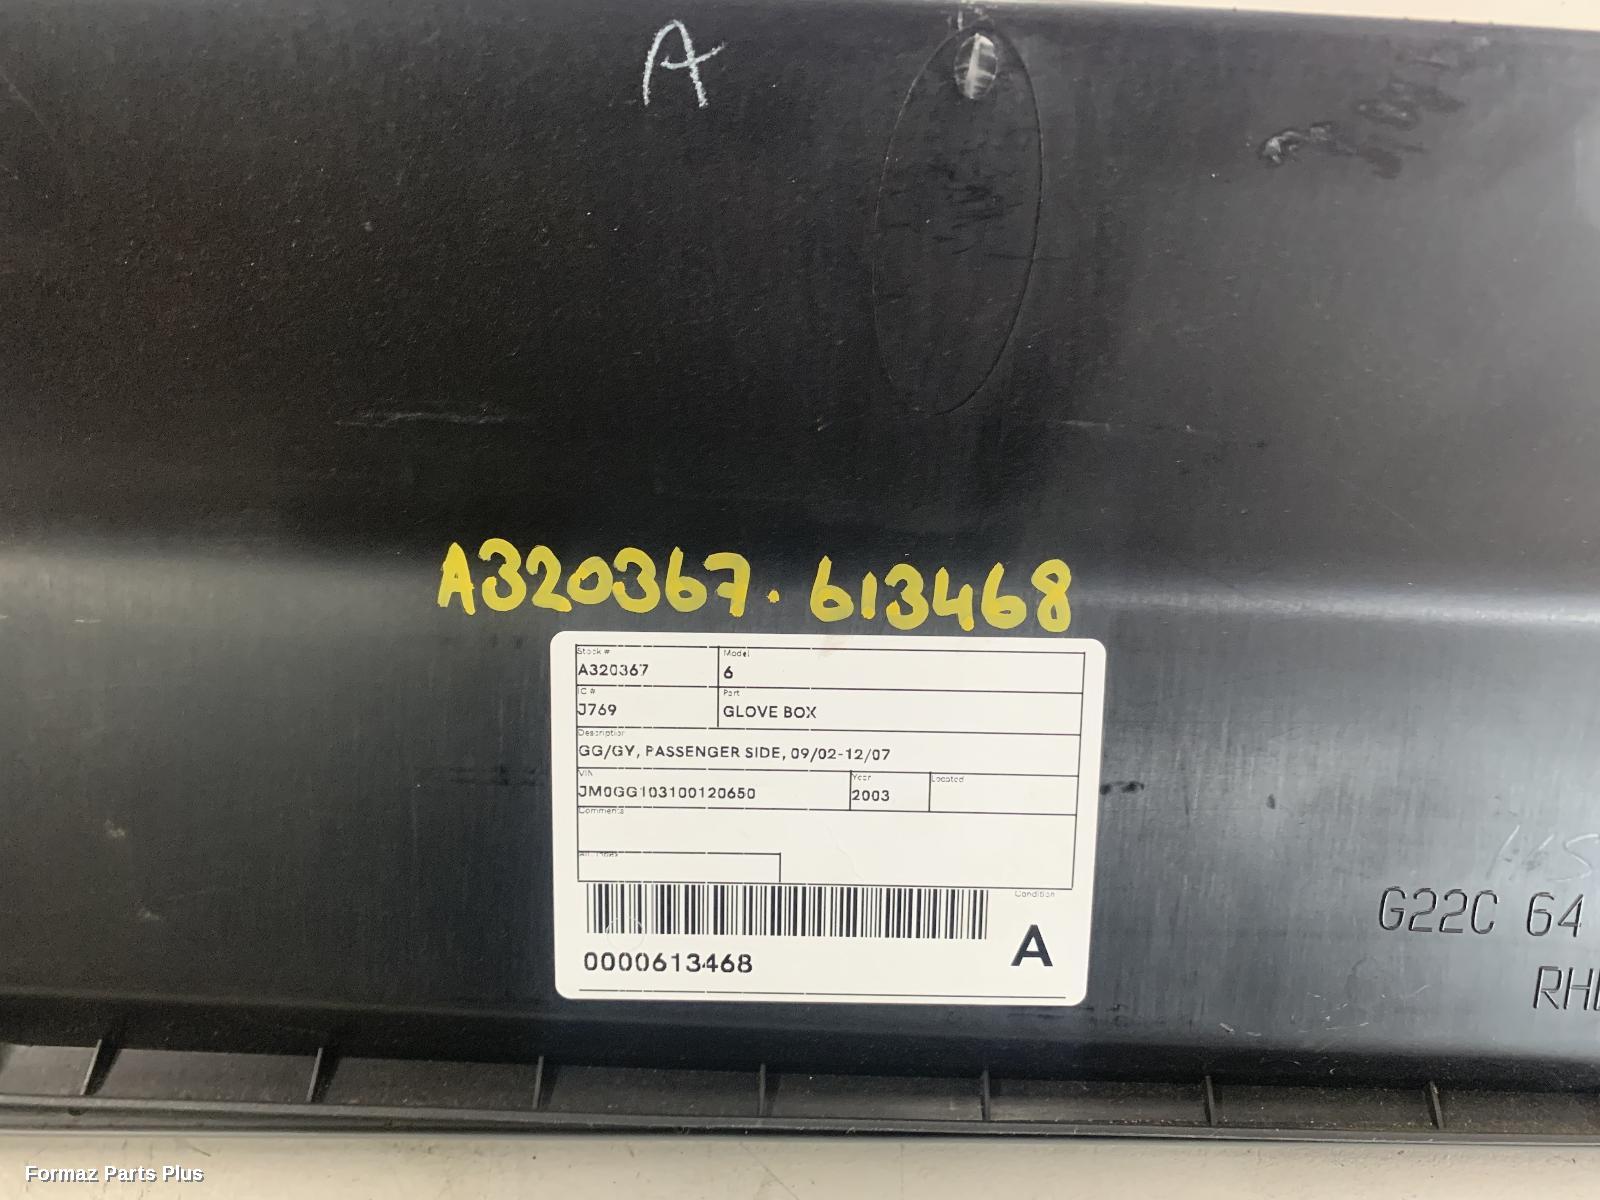 A
A320367. 613468
Stock # Model
A320367 6
IC # Part
J769 GLOVE BOX
Description
GG/GY, PASSENGER SIDE, 09/02-12/07
VIN Year Located
JM0GG103100120650 2003
Comments
Condition
A
0000613468
G22C 64
Formaz Parts Plus